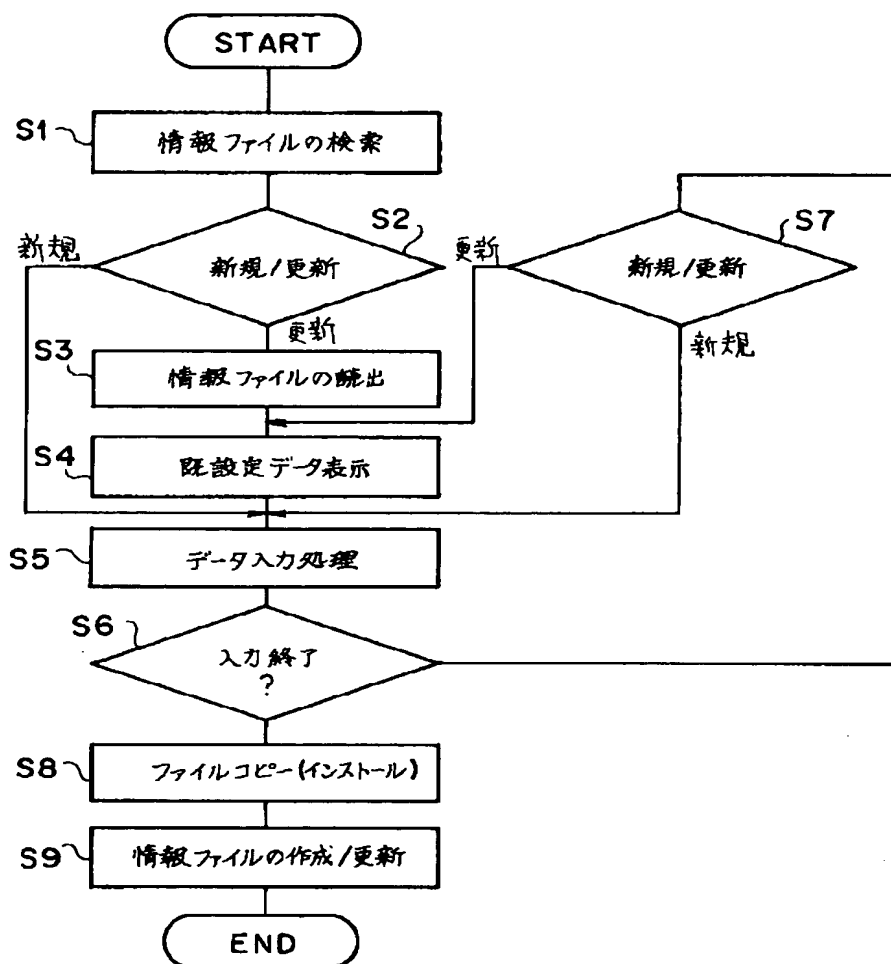 START
S1
情報ファイルの検索
S2
新規/更新
新規
更新
S7
新規/更新
更新
新規
S3
情報ファイルの読出
S4
既設定データ表示
S5
データ入力処理
S6
入力終了
?
S8
ファイルコピー(インストール)
S9
情報ファイルの作成/更新
END